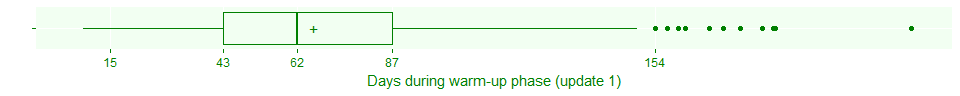 15 43 62 87 154
Days during warm-up phase (update 1)